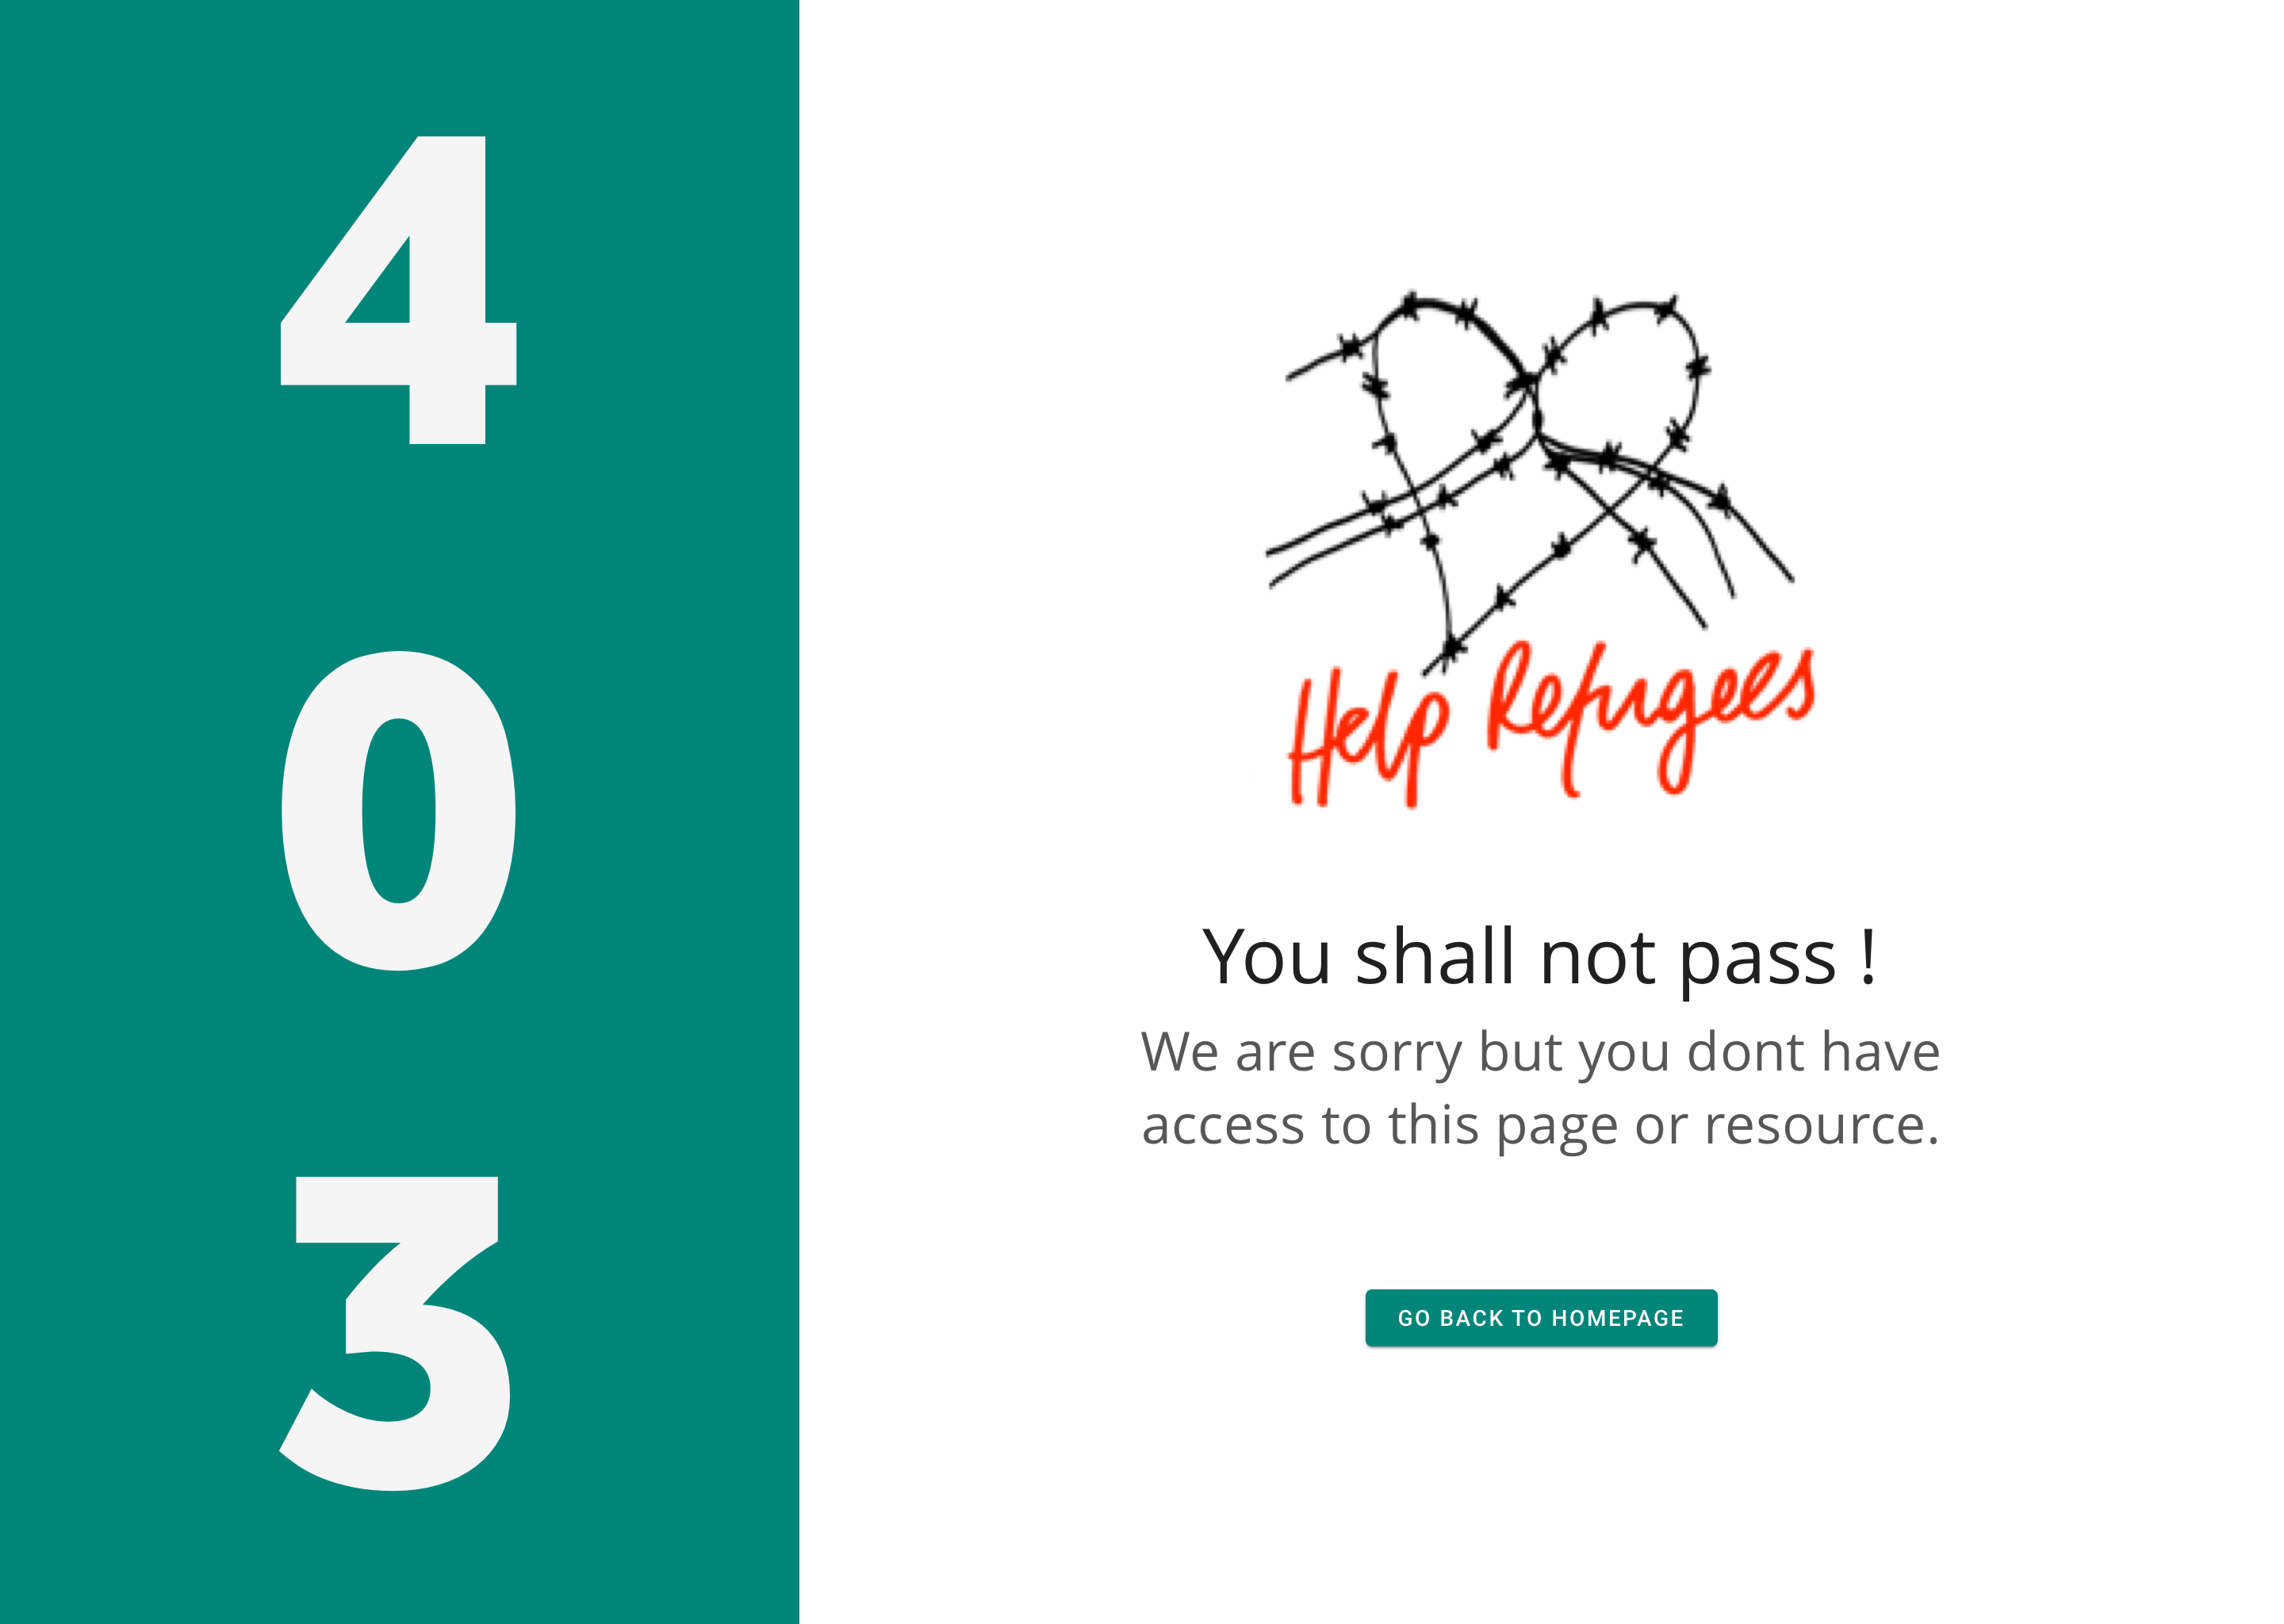 4
0
3
Help Refugees
You shall not pass !
We are sorry but you dont have
access to this page or resource.
GO BACK TO HOMEPAGE